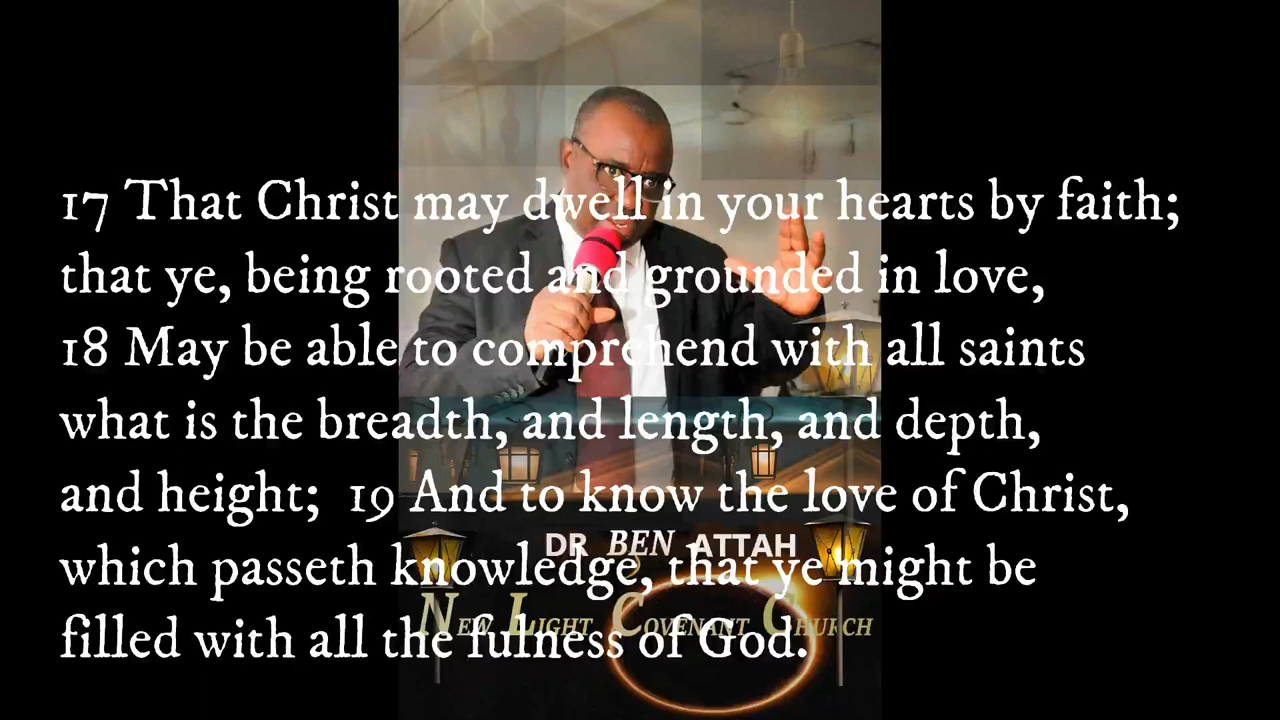 17 That Christ may dwell in your hearts by faith;
that ye, being rooted and grounded in love,
18 May be able to comprehend with all saints
what is the breadth, and length, and depth,
and height;  19 And to know the love of Christ,
DR BEN ATTAH
which passeth knowledge, that ye might be
NEW LIGHT COVENANT CHURCH
filled with all the fulness of God.